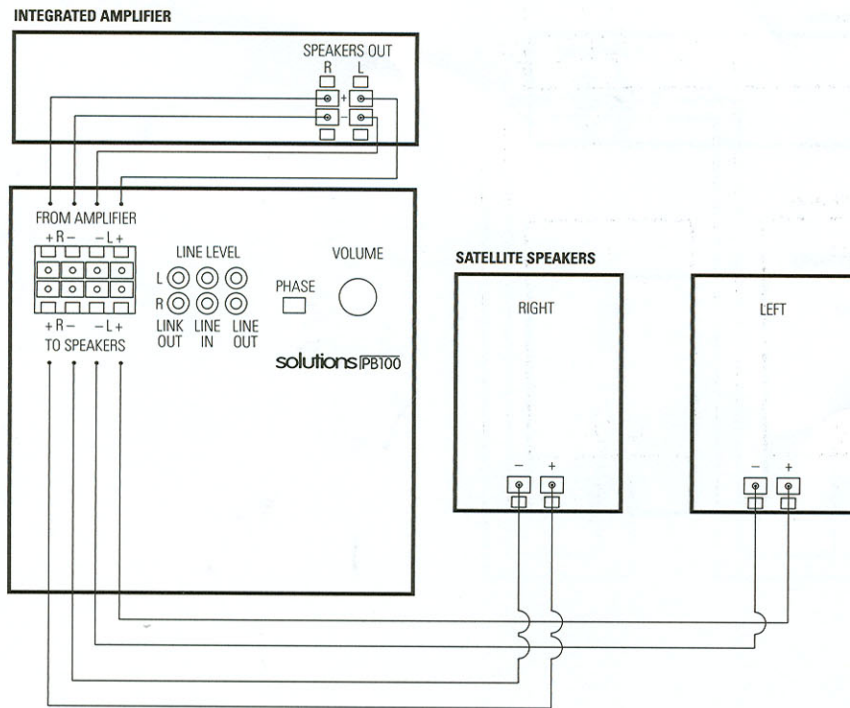 INTEGRATED AMPLIFIER
SPEAKERS OUT
R L
+
−
FROM AMPLIFIER
+R− −L+
LINE LEVEL
VOLUME
PHASE
L
R
LINK OUT
LINE IN
LINE OUT
+R− −L+
TO SPEAKERS
solutions PB100
SATELLITE SPEAKERS
RIGHT
LEFT
− +
− +